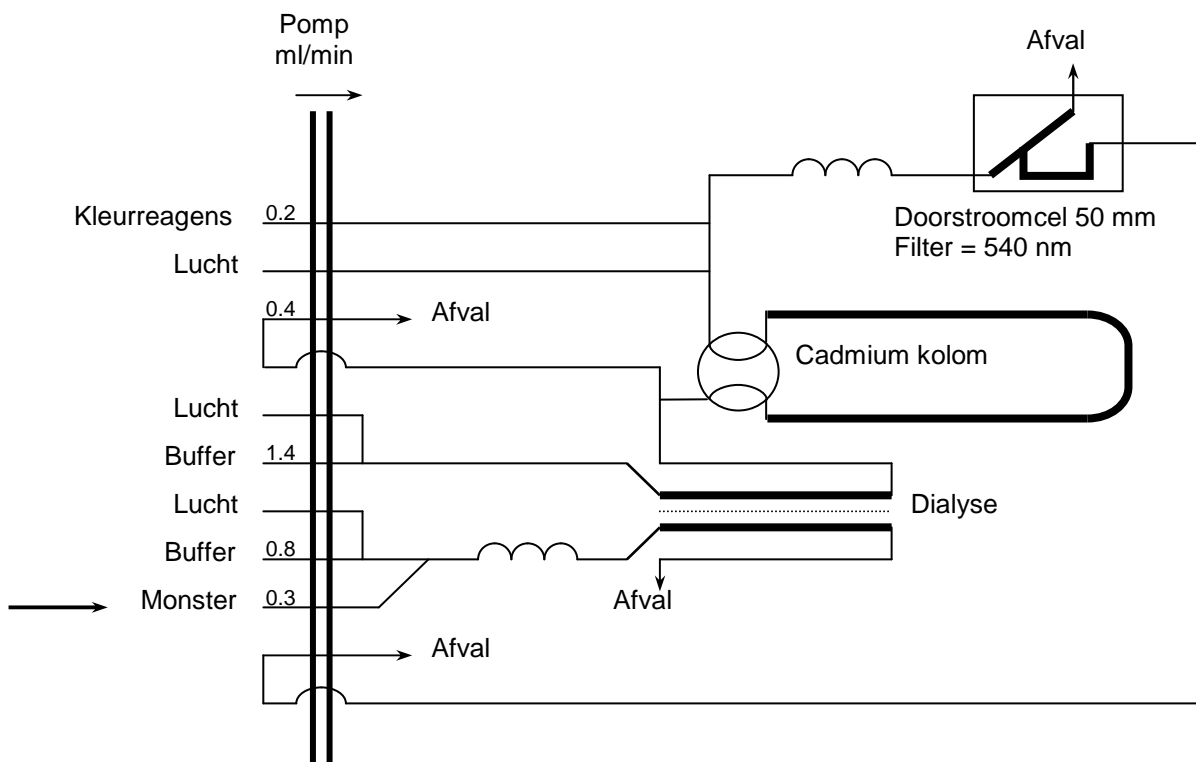 Pomp
ml/min
Afval
Kleurreagens 0.2
Doorstroomcel 50 mm
Filter = 540 nm
Lucht
0.4 Afval
Cadmium kolom
Lucht
Buffer 1.4
Lucht
Dialyse
Buffer 0.8
Monster 0.3
Afval
Afval